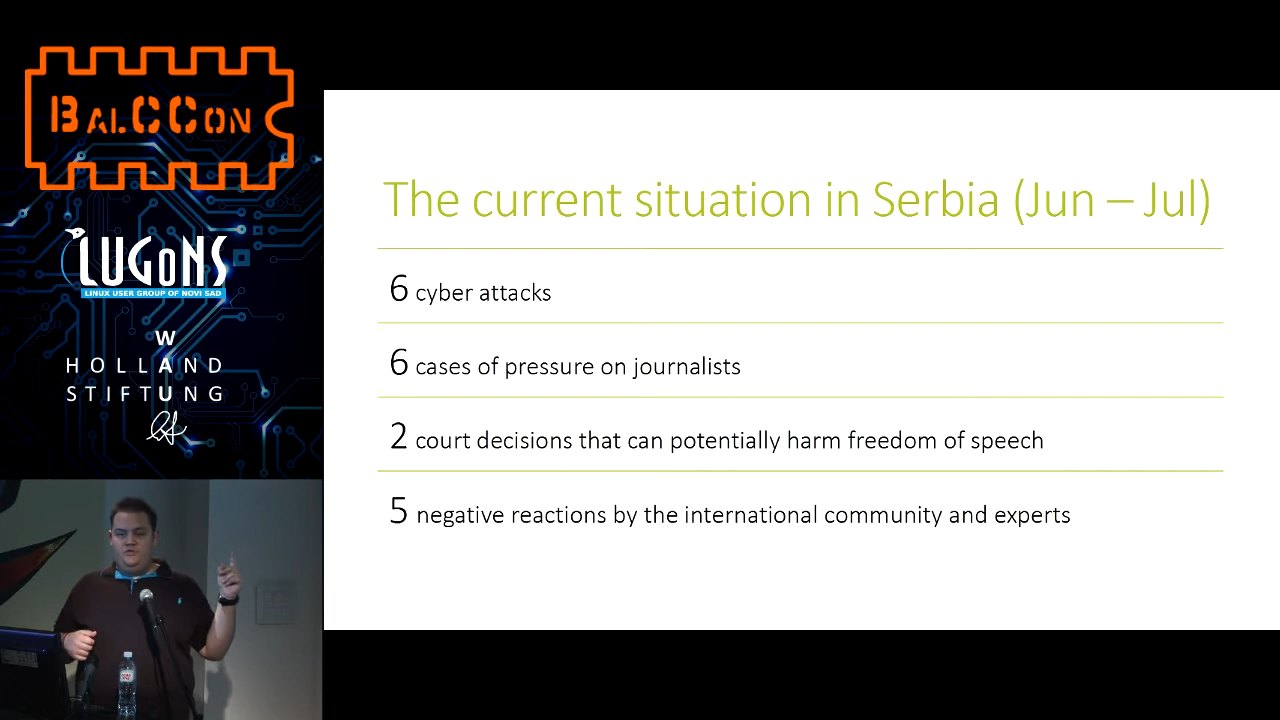 BALCCON
LUGONS
LINUX USER GROUP OF NOVI SAD
W
HOLLAND
STIFTUNG
The current situation in Serbia (Jun – Jul)
6 cyber attacks
6 cases of pressure on journalists
2 court decisions that can potentially harm freedom of speech
5 negative reactions by the international community and experts